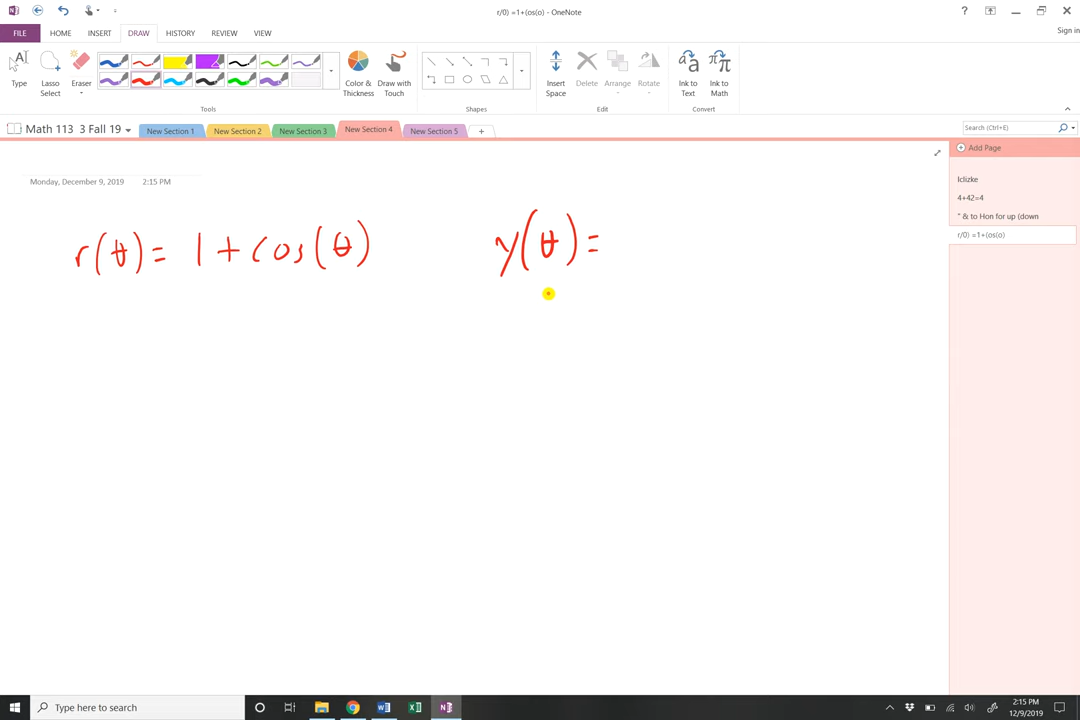 r/0) =1+(os(o) - OneNote
?
Sign in
FILE HOME INSERT DRAW HISTORY REVIEW VIEW
Type Lasso Select Eraser Color & Thickness Draw with Touch Insert Space Delete Arrange Rotate Ink to Text Ink to Math
Tools Shapes Edit Convert
Math 113 3 Fall 19 New Section 1 New Section 2 New Section 3 New Section 4 New Section 5 +
Search (Ctrl+E)
Add Page
Iclizke
4+42=4
" & to Hon for up (down
r/0) =1+(os(o)
Monday, December 9, 2019 2:15 PM
r(θ) = 1 + cos(θ) y(θ) =
Type here to search
2:15 PM
12/9/2019